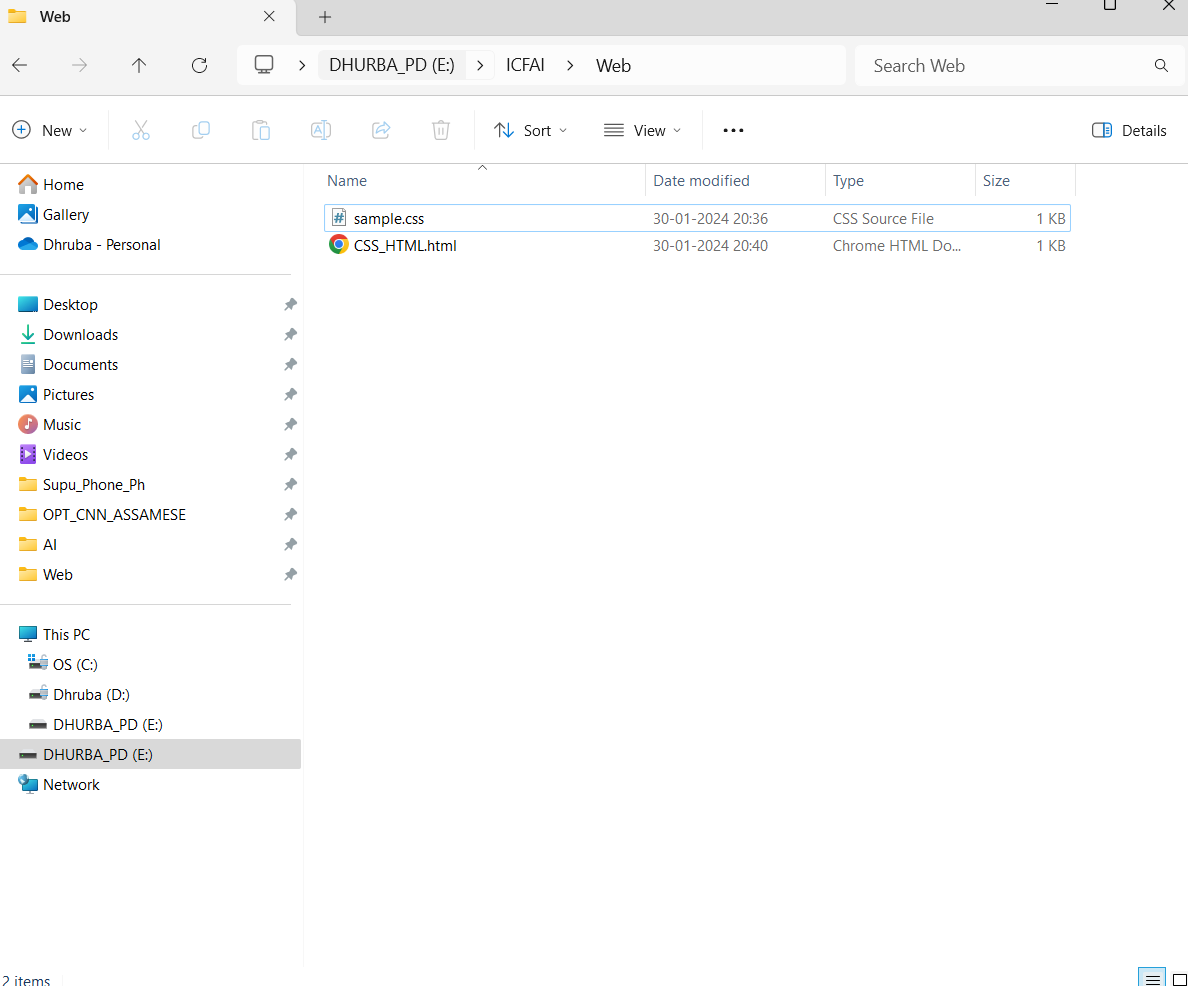 Web
DHURBA_PD (E:) ICFAI Web Search Web
New Sort View Details
Name Date modified Type Size
sample.css 30-01-2024 20:36 CSS Source File 1 KB
CSS_HTML.html 30-01-2024 20:40 Chrome HTML Do... 1 KB
Home
Gallery
Dhruba - Personal
Desktop
Downloads
Documents
Pictures
Music
Videos
Supu_Phone_Ph
OPT_CNN_ASSAMESE
AI
Web
This PC
OS (C:)
Dhruba (D:)
DHURBA_PD (E:)
DHURBA_PD (E:)
Network
2 items